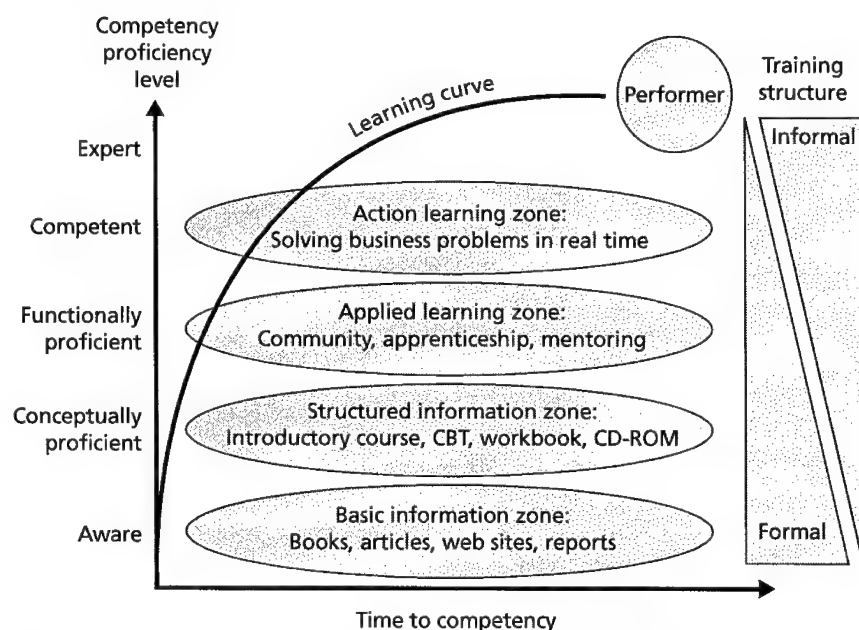 Competency
proficiency
level
Training
structure
Learning curve
Performer
Informal
Expert
Competent
Action learning zone:
Solving business problems in real time
Functionally
proficient
Applied learning zone:
Community, apprenticeship, mentoring
Conceptually
proficient
Structured information zone:
Introductory course, CBT, workbook, CD-ROM
Aware
Basic information zone:
Books, articles, web sites, reports
Formal
Time to competency